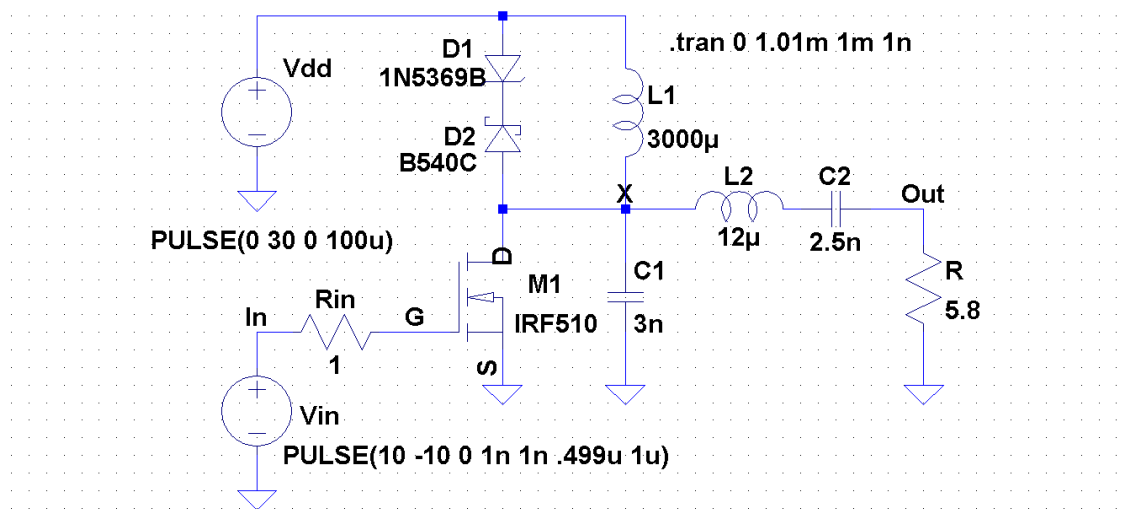 .tran 0 1.01m 1m 1n
D1
1N5369B
Vdd
L1
3000µ
D2
B540C
X
L2
12µ
C2
2.5n
Out
PULSE(0 30 0 100u)
D
M1
IRF510
C1
3n
R
5.8
In
Rin
1
G
S
Vin
PULSE(10 -10 0 1n 1n .499u 1u)